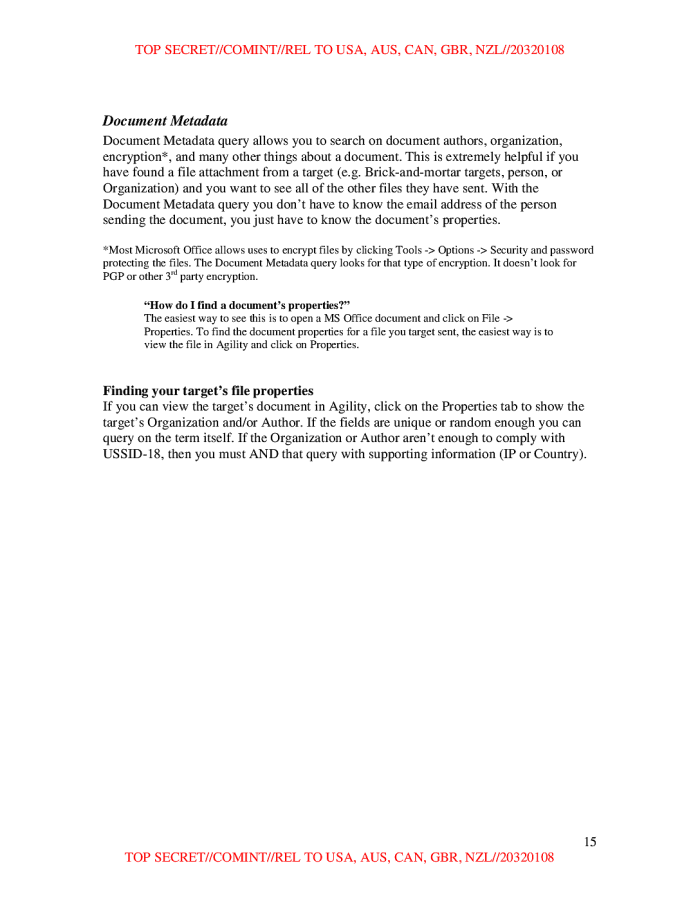 TOP SECRET//COMINT//REL TO USA, AUS, CAN, GBR, NZL//20320108
Document Metadata
Document Metadata query allows you to search on document authors, organization,
encryption*, and many other things about a document. This is extremely helpful if you
have found a file attachment from a target (e.g. Brick-and-mortar targets, person, or
Organization) and you want to see all of the other files they have sent. With the
Document Metadata query you don't have to know the email address of the person
sending the document, you just have to know the document's properties.
*Most Microsoft Office allows uses to encrypt files by clicking Tools -> Options -> Security and password
protecting the files. The Document Metadata query looks for that type of encryption. It doesn't look for
PGP or other 3rd party encryption.
“How do I find a document's properties?”
The easiest way to see this is to open a MS Office document and click on File ->
Properties. To find the document properties for a file you target sent, the easiest way is to
view the file in Agility and click on Properties.
Finding your target's file properties
If you can view the target's document in Agility, click on the Properties tab to show the
target's Organization and/or Author. If the fields are unique or random enough you can
query on the term itself. If the Organization or Author aren't enough to comply with
USSID-18, then you must AND that query with supporting information (IP or Country).
15
TOP SECRET//COMINT//REL TO USA, AUS, CAN, GBR, NZL//20320108